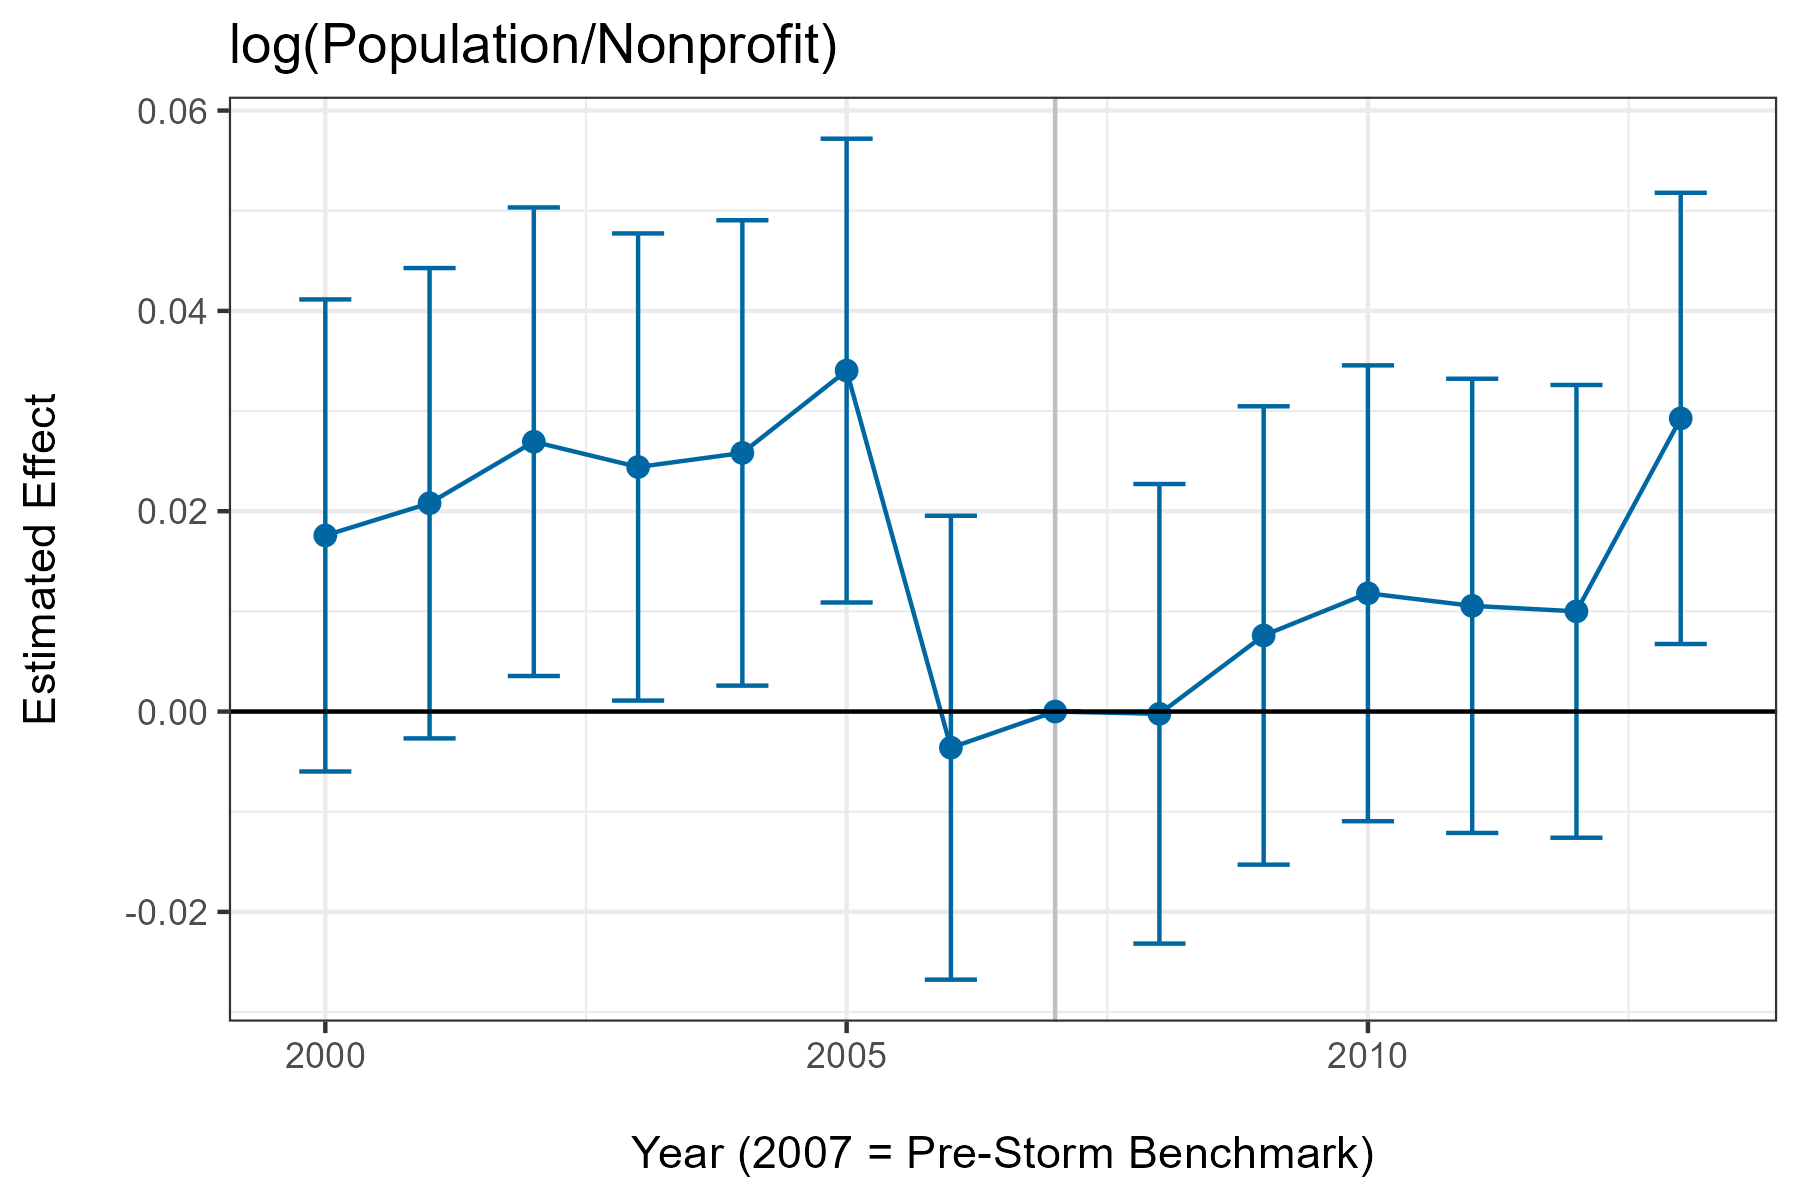 log(Population/Nonprofit)
0.06
0.04
0.02
0.00
-0.02
Estimated Effect
2000 2005 2010
Year (2007 = Pre-Storm Benchmark)